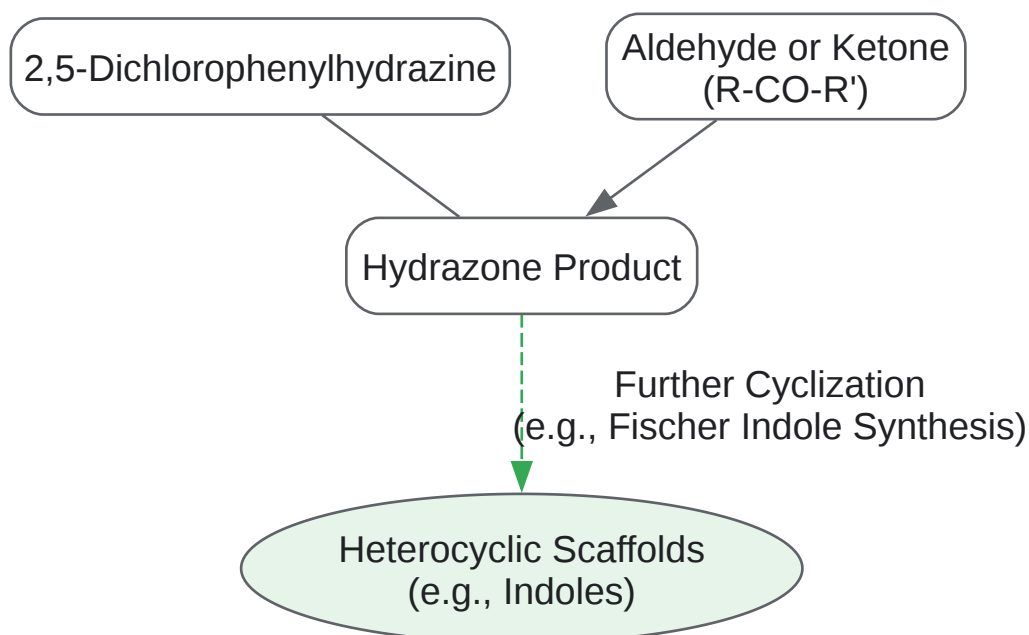 2,5-Dichlorophenylhydrazine
Aldehyde or Ketone
(R-CO-R')
Hydrazone Product
Further Cyclization
(e.g., Fischer Indole Synthesis)
Heterocyclic Scaffolds
(e.g., Indoles)